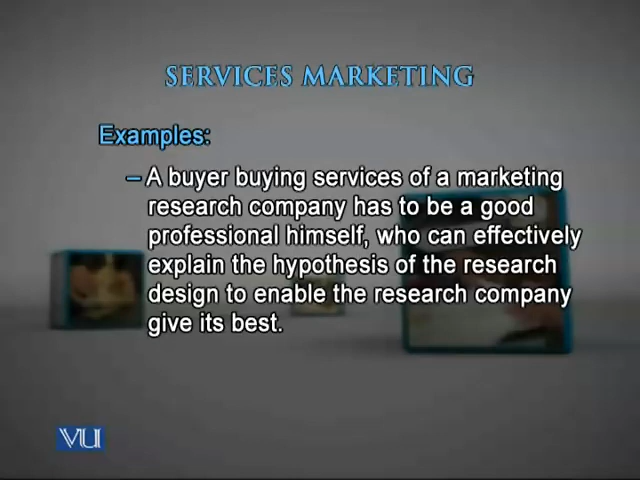 SERVICES MARKETING
Examples:
– A buyer buying services of a marketing
research company has to be a good
professional himself, who can effectively
explain the hypothesis of the research
design to enable the research company
give its best.
VU